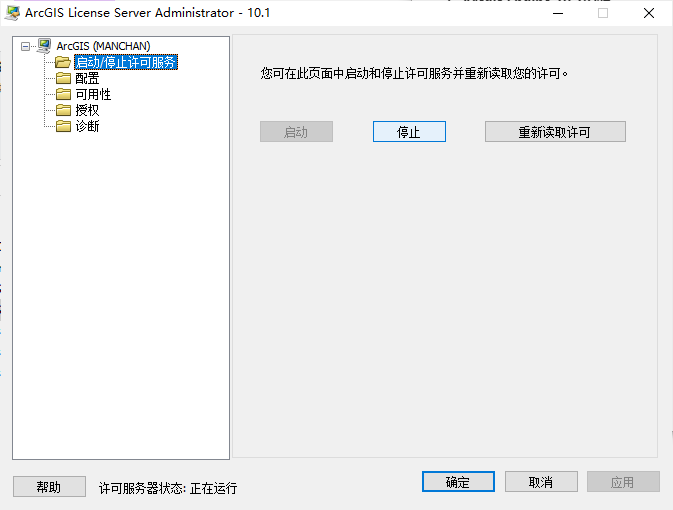 ArcGIS License Server Administrator - 10.1
ArcGIS (MANCHAN)
启动/停止许可服务
配置
可用性
授权
诊断
您可在此页面中启动和停止许可服务并重新读取您的许可。
启动
停止
重新读取许可
帮助
许可服务器状态: 正在运行
确定
取消
应用